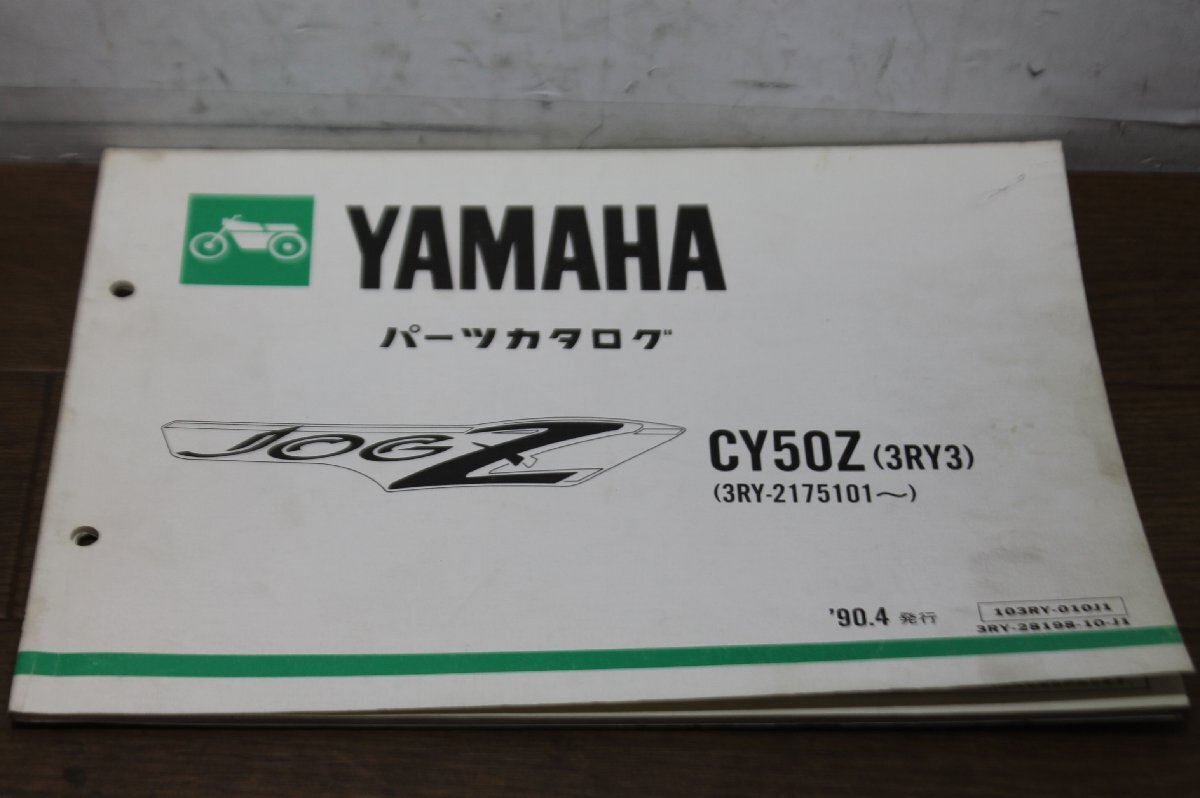 YAMAHA
パーツカタログ
JOG Z
CY50Z (3RY3)
(3RY-2175101〜)
'90.4 発行
103RY-010J1
3RY-28198-10-J1